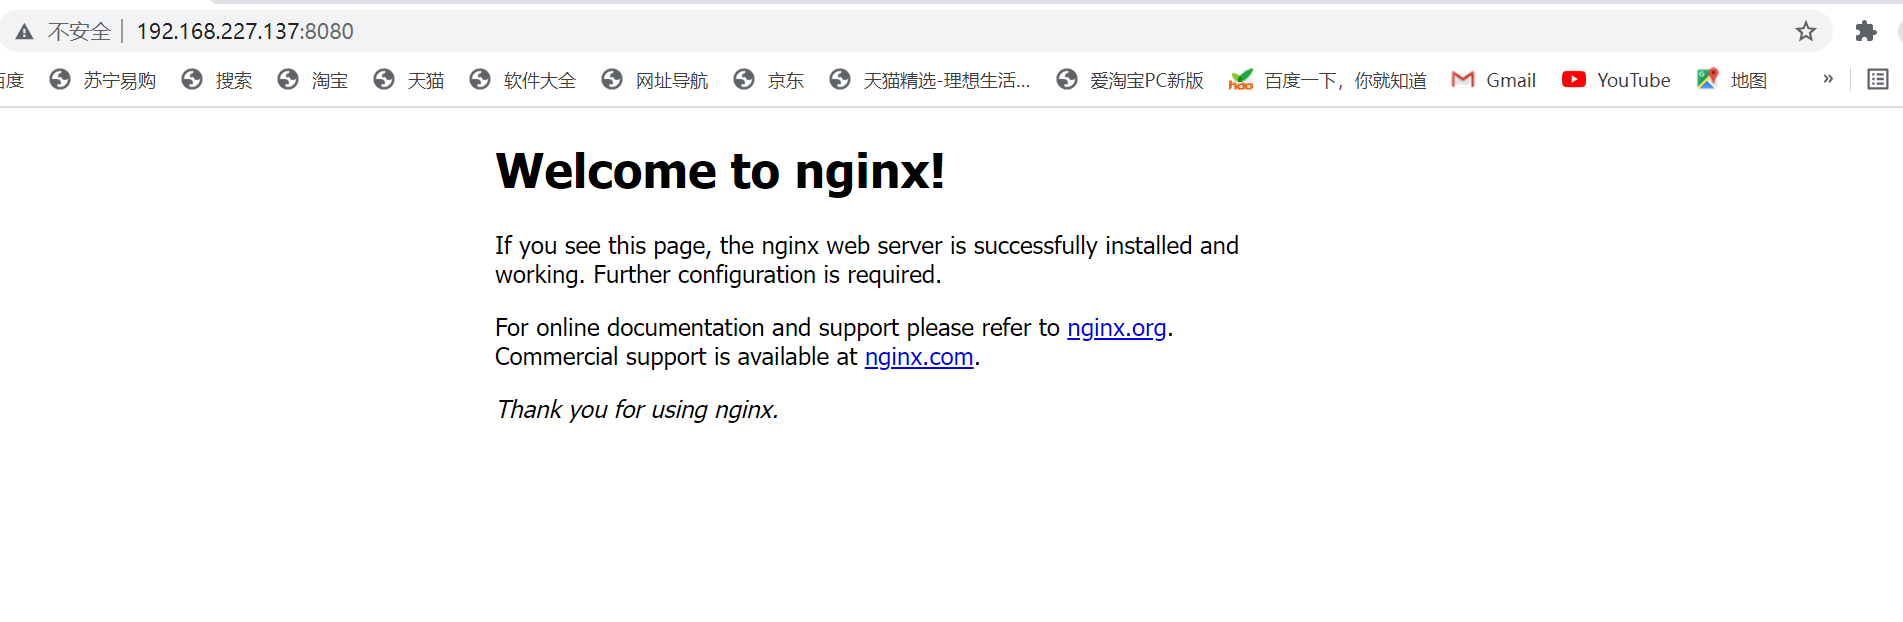 不安全 192.168.227.137:8080
百度 苏宁易购 搜索 淘宝 天猫 软件大全 网址导航 京东 天猫精选-理想生活... 爱淘宝PC新版 百度一下，你就知道 Gmail YouTube 地图 »
Welcome to nginx!
If you see this page, the nginx web server is successfully installed and
working. Further configuration is required.
For online documentation and support please refer to nginx.org.
Commercial support is available at nginx.com.
Thank you for using nginx.